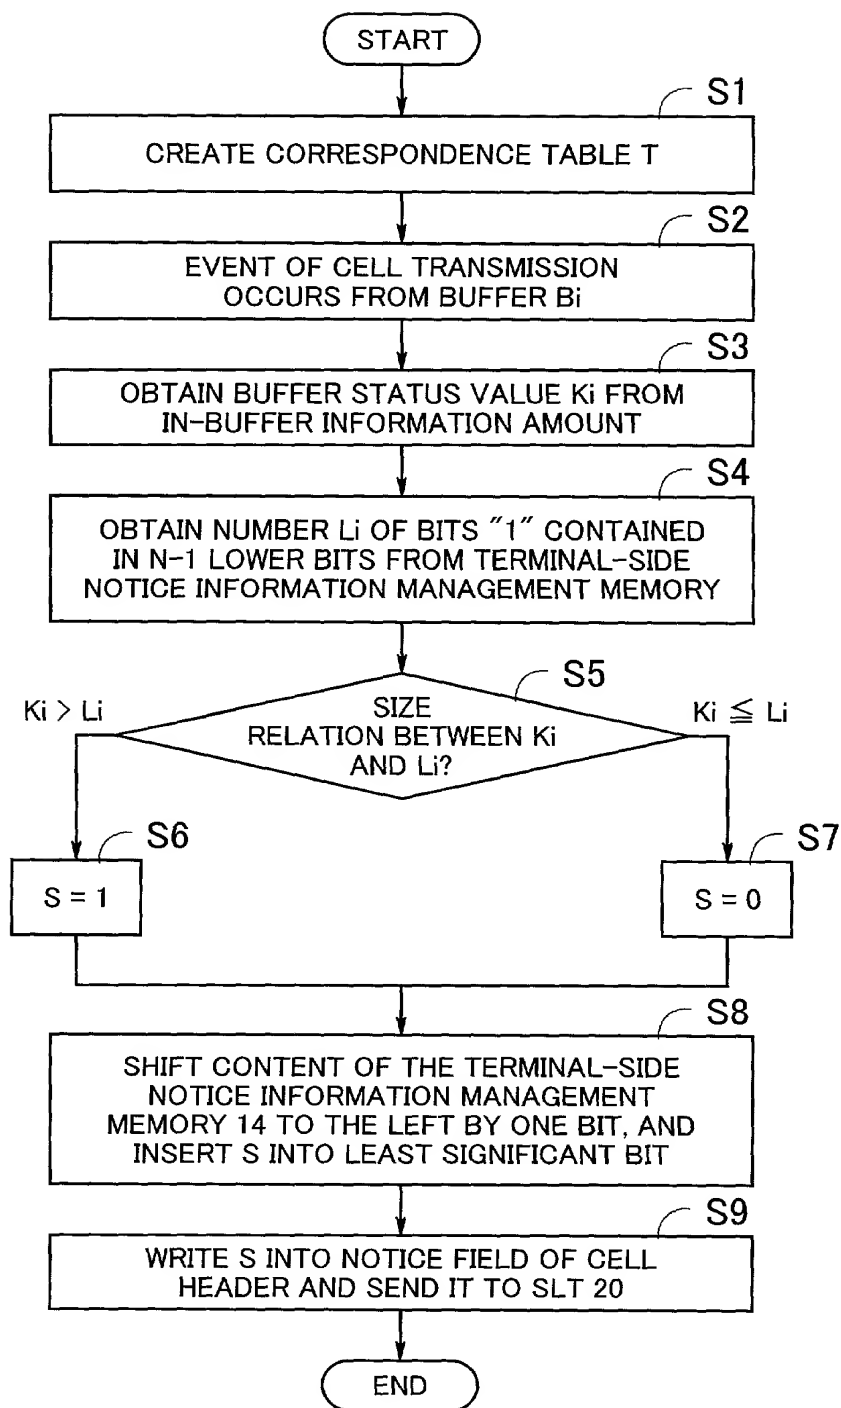 START
S1
CREATE CORRESPONDENCE TABLE T
S2
EVENT OF CELL TRANSMISSION
OCCURS FROM BUFFER Bi
S3
OBTAIN BUFFER STATUS VALUE Ki FROM
IN-BUFFER INFORMATION AMOUNT
S4
OBTAIN NUMBER Li OF BITS "1" CONTAINED
IN N-1 LOWER BITS FROM TERMINAL-SIDE
NOTICE INFORMATION MANAGEMENT MEMORY
S5
Ki > Li
SIZE
RELATION BETWEEN Ki
AND Li?
Ki ≦ Li
S6
S = 1
S7
S = 0
S8
SHIFT CONTENT OF THE TERMINAL-SIDE
NOTICE INFORMATION MANAGEMENT
MEMORY 14 TO THE LEFT BY ONE BIT, AND
INSERT S INTO LEAST SIGNIFICANT BIT
S9
WRITE S INTO NOTICE FIELD OF CELL
HEADER AND SEND IT TO SLT 20
END